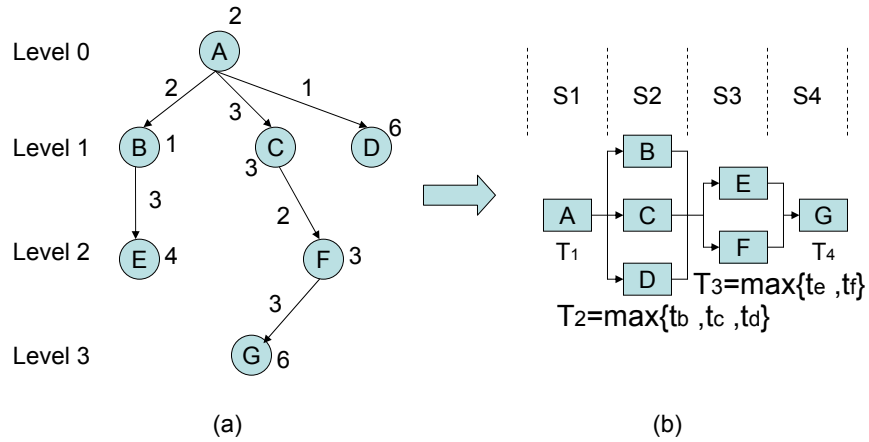 2
Level 0 A
2 3 1
Level 1 B 1 3 C D 6
3 2
Level 2 E 4 F 3
3
Level 3 G 6
(a)
S1 S2 S3 S4
B
E
A C G
T1 F T4
D T3=max{te ,tf}
T2=max{tb ,tc ,td}
(b)